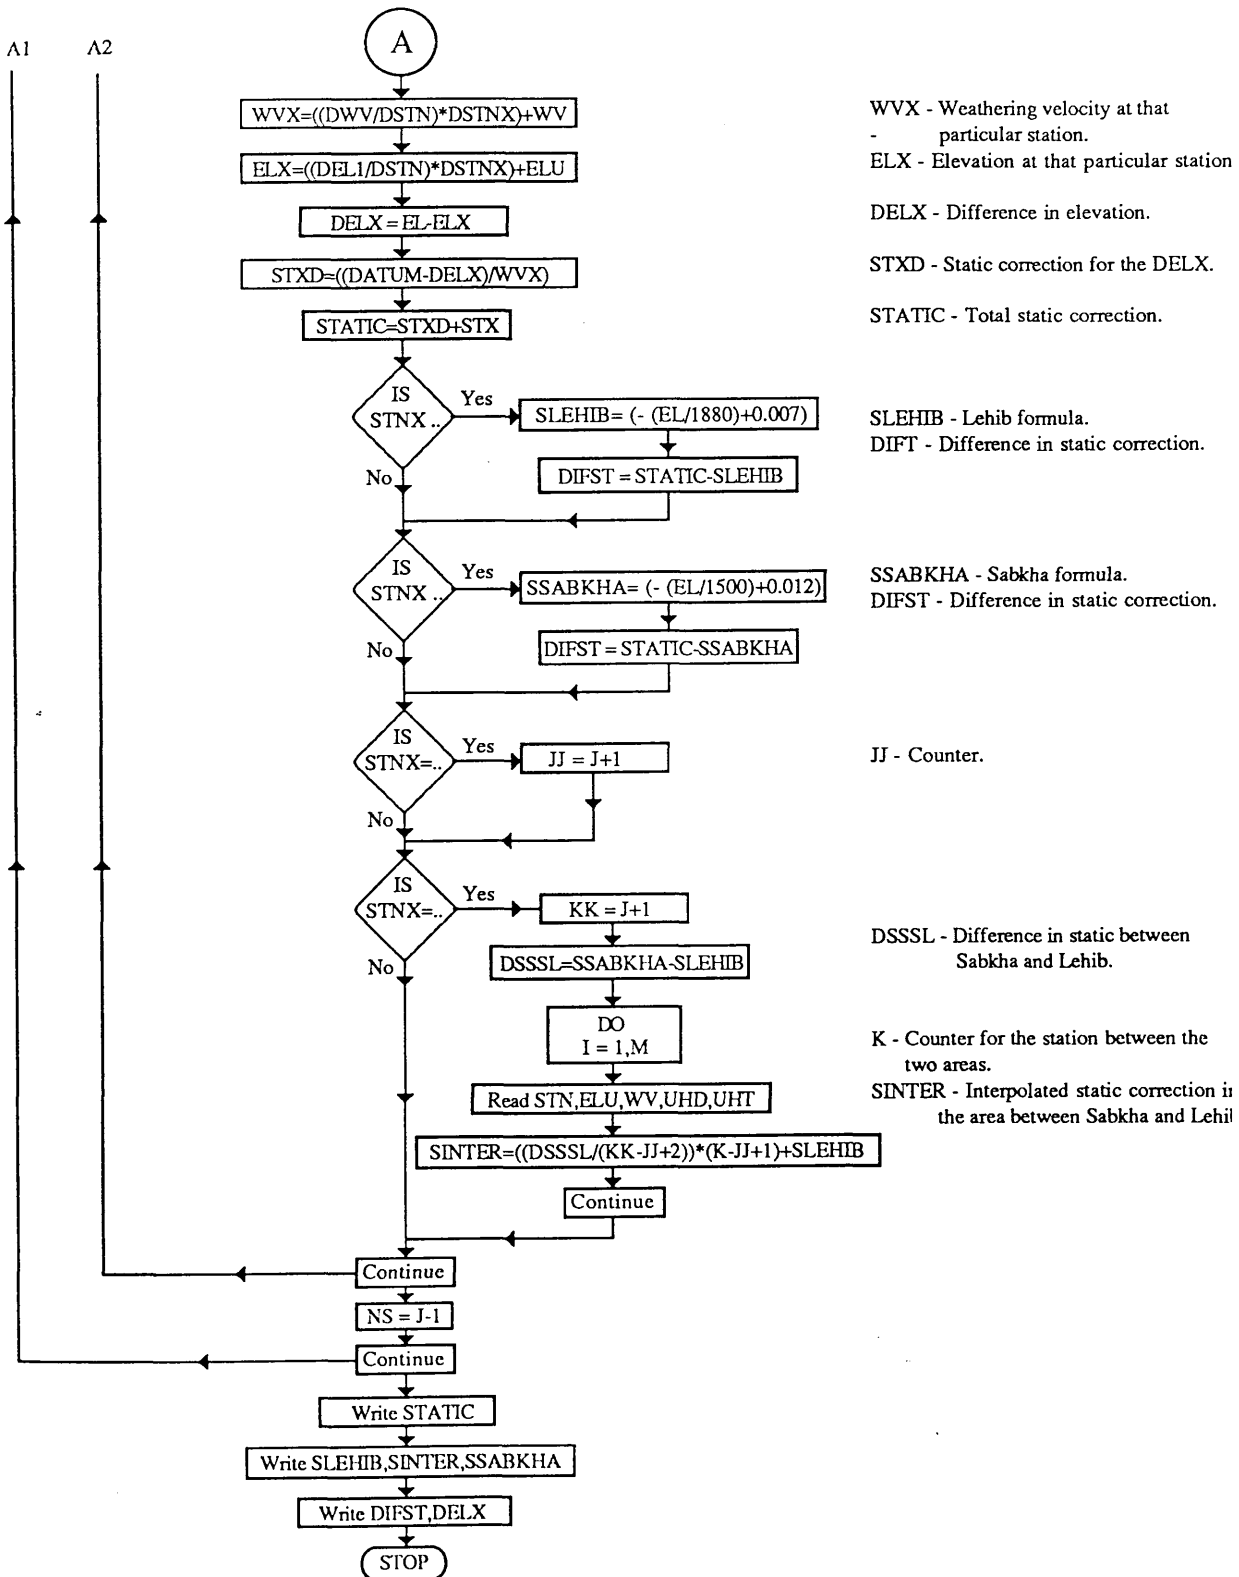 A1
A2
A
WVX=((DWV/DSTN)*DSTNX)+WV
ELX=((DEL1/DSTN)*DSTNX)+ELU
DELX = EL-ELX
STXD=((DATUM-DELX)/WVX)
STATIC=STXD+STX
IS
STNX ..
Yes
No
SLEHIB= (- (EL/1880)+0.007)
DIFST = STATIC-SLEHIB
IS
STNX ..
Yes
No
SSABKHA= (- (EL/1500)+0.012)
DIFST = STATIC-SSABKHA
IS
STNX=..
Yes
No
JJ = J+1
IS
STNX=..
Yes
No
KK = J+1
DSSSL=SSABKHA-SLEHIB
DO
I = 1,M
Read STN,ELU,WV,UHD,UHT
SINTER=((DSSSL/(KK-JJ+2))*(K-JJ+1)+SLEHIB
Continue
Continue
NS = J-1
Continue
Write STATIC
Write SLEHIB,SINTER,SSABKHA
Write DIFST,DELX
STOP
WVX - Weathering velocity at that
- particular station.
ELX - Elevation at that particular station
DELX - Difference in elevation.
STXD - Static correction for the DELX.
STATIC - Total static correction.
SLEHIB - Lehib formula.
DIFT - Difference in static correction.
SSABKHA - Sabkha formula.
DIFST - Difference in static correction.
JJ - Counter.
DSSSL - Difference in static between
Sabkha and Lehib.
K - Counter for the station between the
two areas.
SINTER - Interpolated static correction in
the area between Sabkha and Lehib